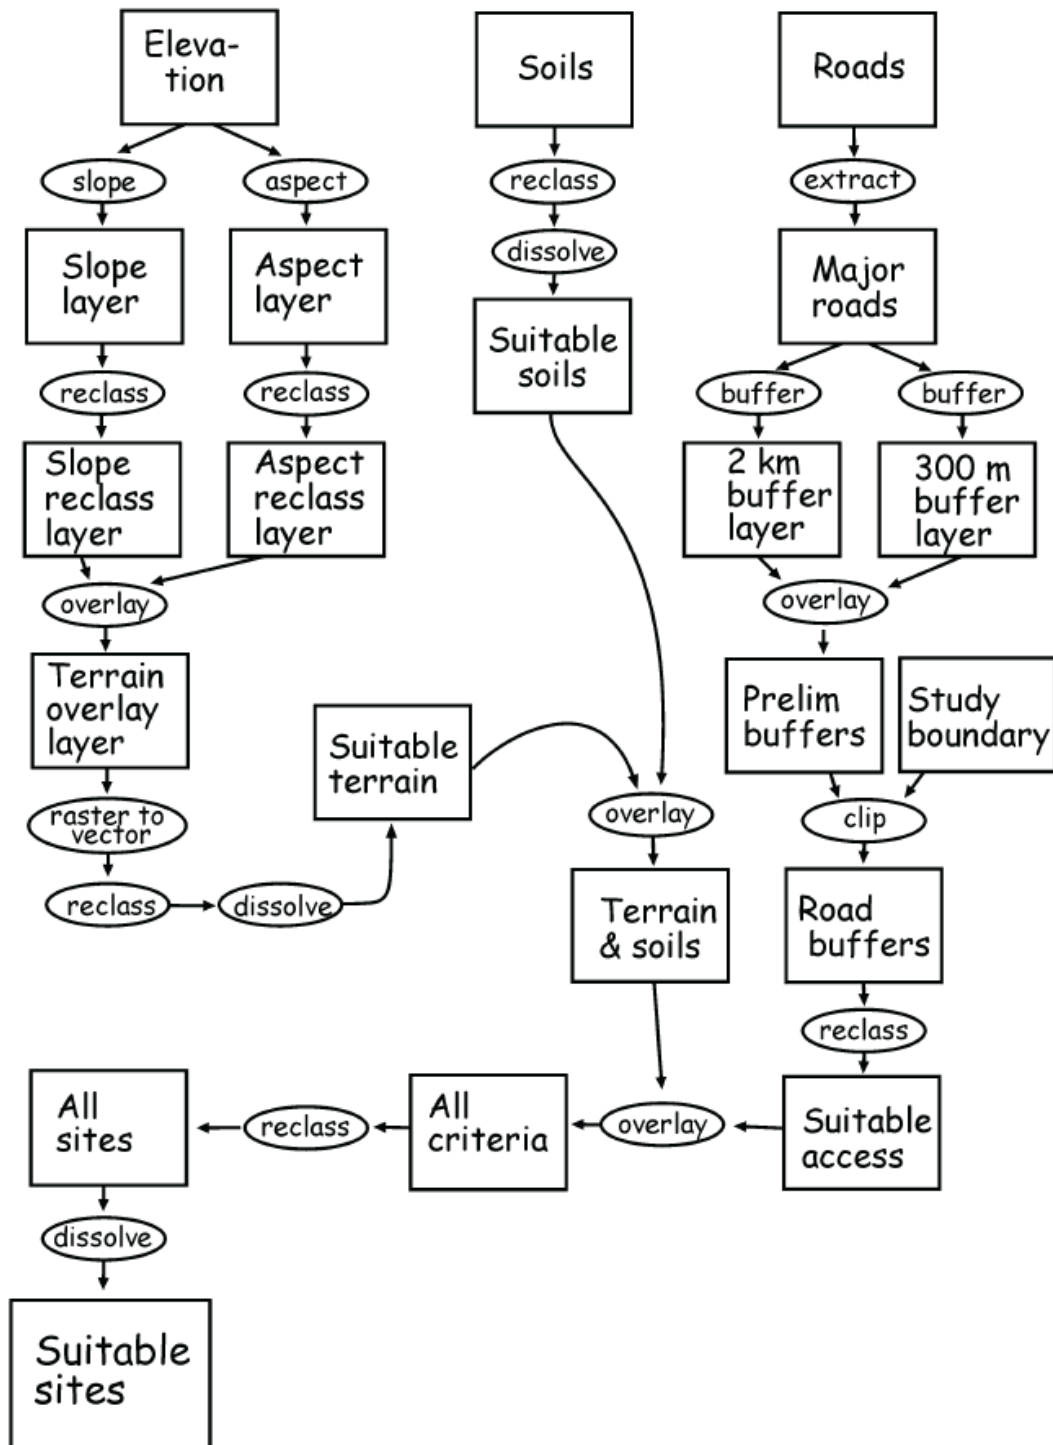 Eleva-
tion
Soils
Roads
slope
aspect
reclass
extract
dissolve
Slope
layer
Aspect
layer
Major
roads
Suitable
soils
reclass
reclass
buffer
buffer
Slope
reclass
layer
Aspect
reclass
layer
2 km
buffer
layer
300 m
buffer
layer
overlay
overlay
Terrain
overlay
layer
Prelim
buffers
Study
boundary
Suitable
terrain
raster to
vector
overlay
clip
reclass
dissolve
Terrain
& soils
Road
buffers
reclass
All
sites
reclass
All
criteria
overlay
Suitable
access
dissolve
Suitable
sites